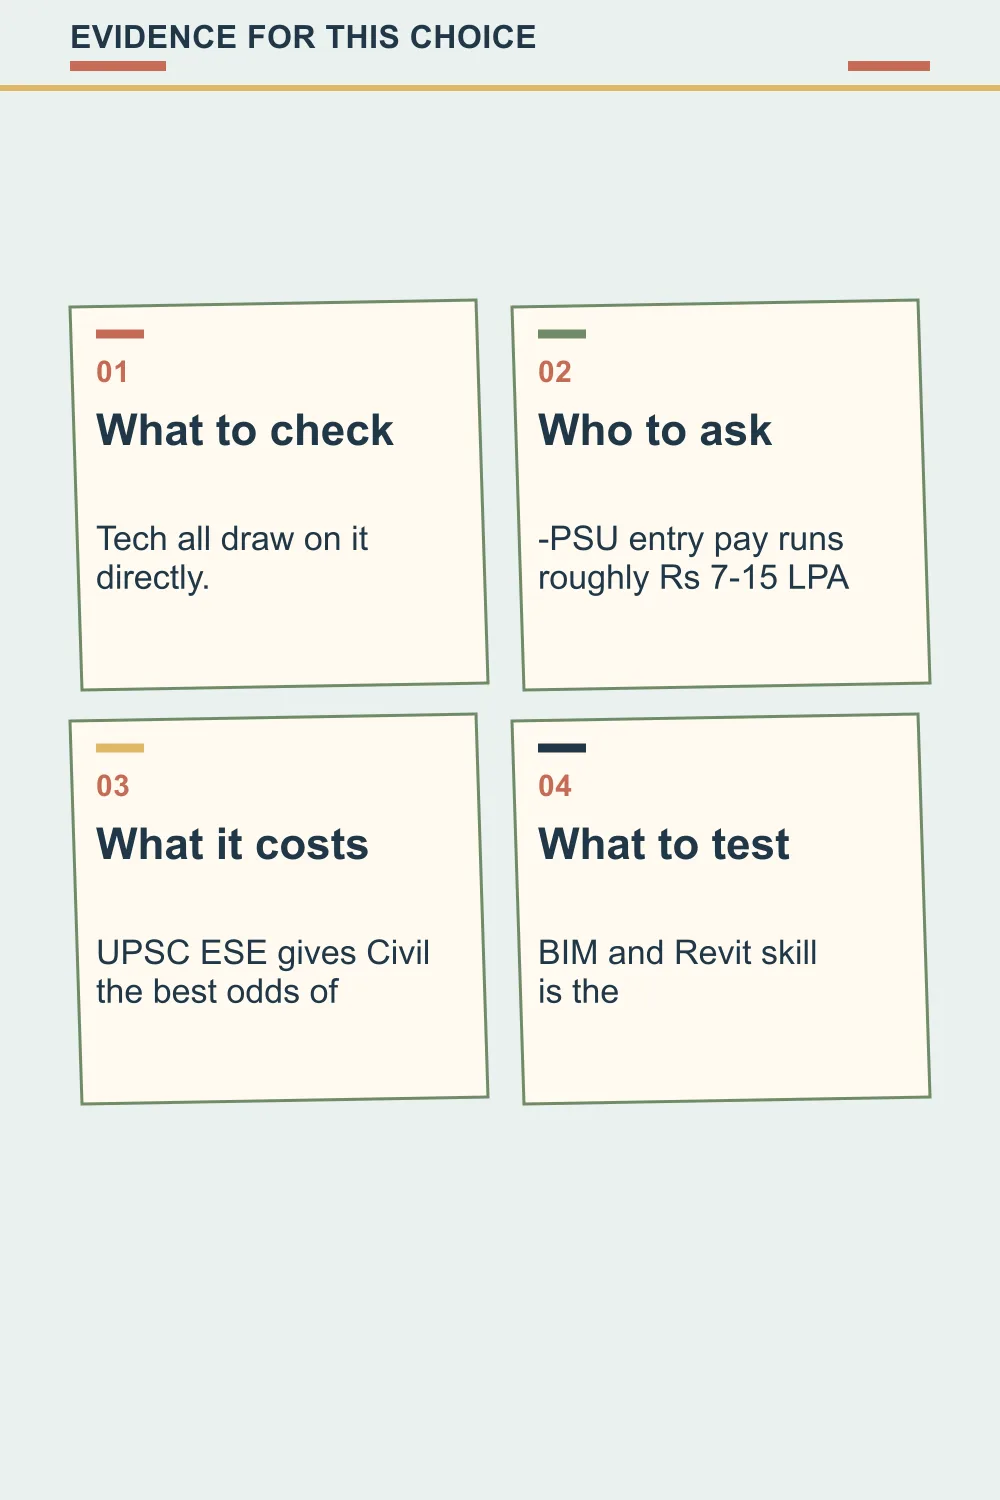 EVIDENCE FOR THIS CHOICE
01
What to check
Tech all draw on it
directly.
02
Who to ask
-PSU entry pay runs
roughly Rs 7-15 LPA
03
What it costs
UPSC ESE gives Civil
the best odds of
04
What to test
BIM and Revit skill
is the